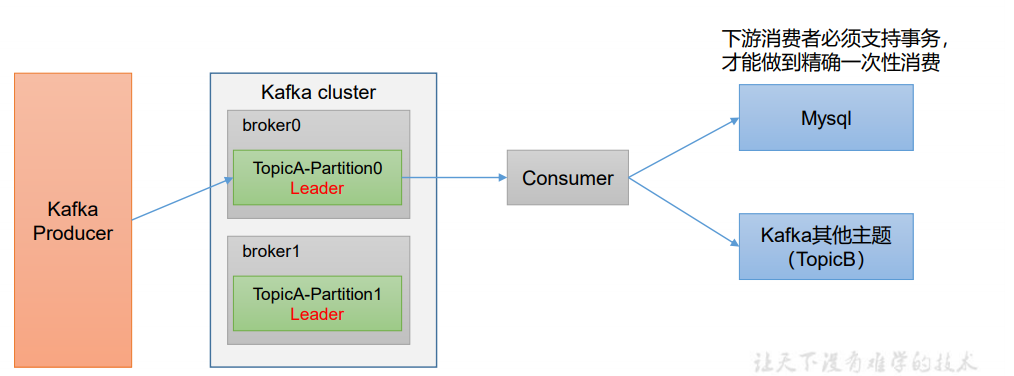 下游消费者必须支持事务，
才能做到精确一次性消费
Kafka cluster
broker0
TopicA-Partition0
Leader
Kafka
Producer
broker1
TopicA-Partition1
Leader
Consumer
Mysql
Kafka其他主题
（TopicB）
让天下没有难学的技术